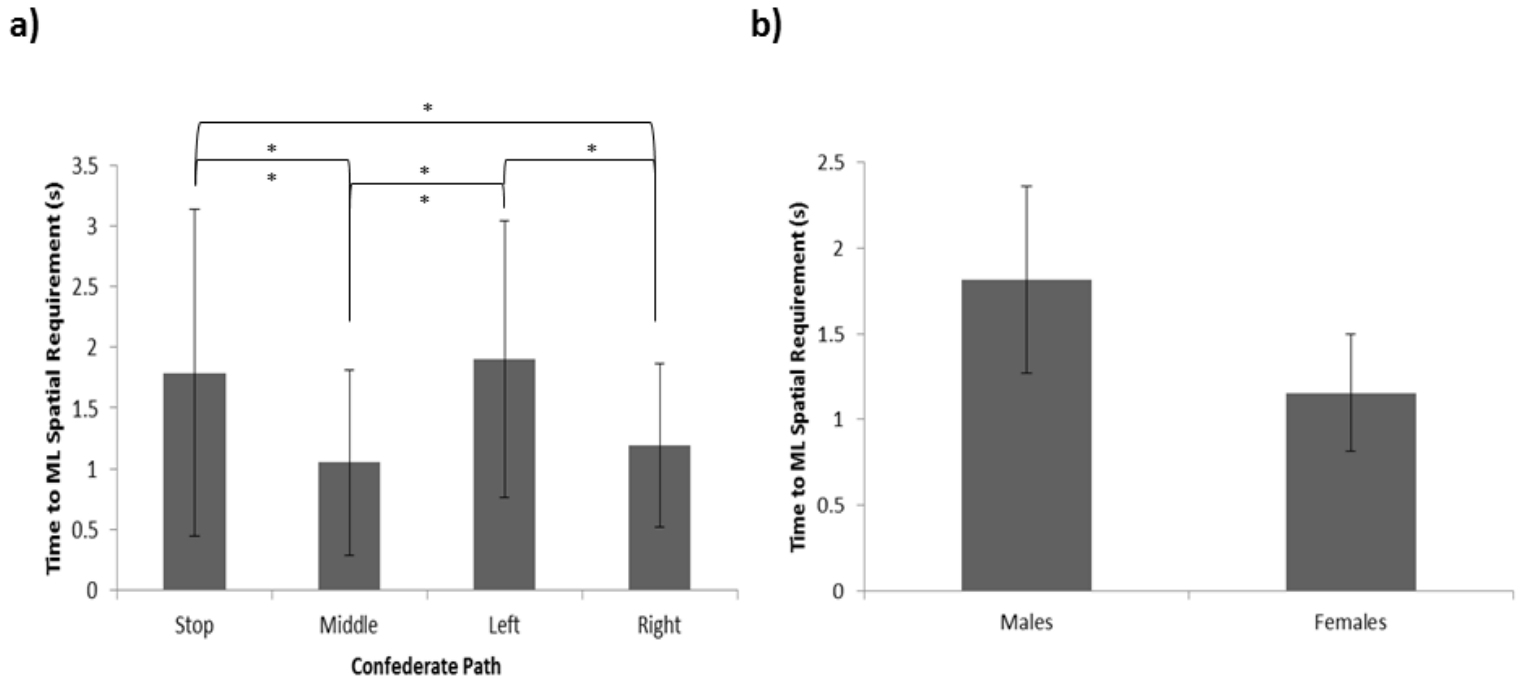 a)
*
*
*
*
*
*
Time to ML Spatial Requirement (s)
3.5
3
2.5
2
1.5
1
0.5
0
Stop Middle Left Right
Confederate Path
b)
Time to ML Spatial Requirement (s)
2.5
2
1.5
1
0.5
0
Males Females